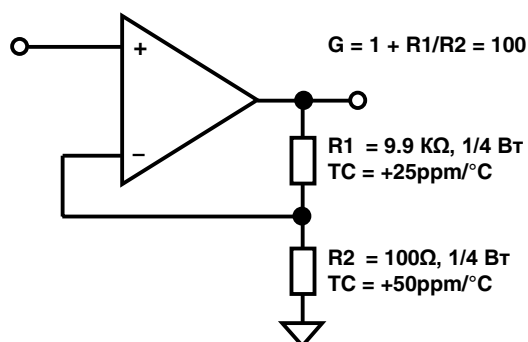 G = 1 + R1/R2 = 100
+
−
R1 = 9.9 KΩ, 1/4 Вт
TC = +25ppm/°C
R2 = 100Ω, 1/4 Вт
TC = +50ppm/°C